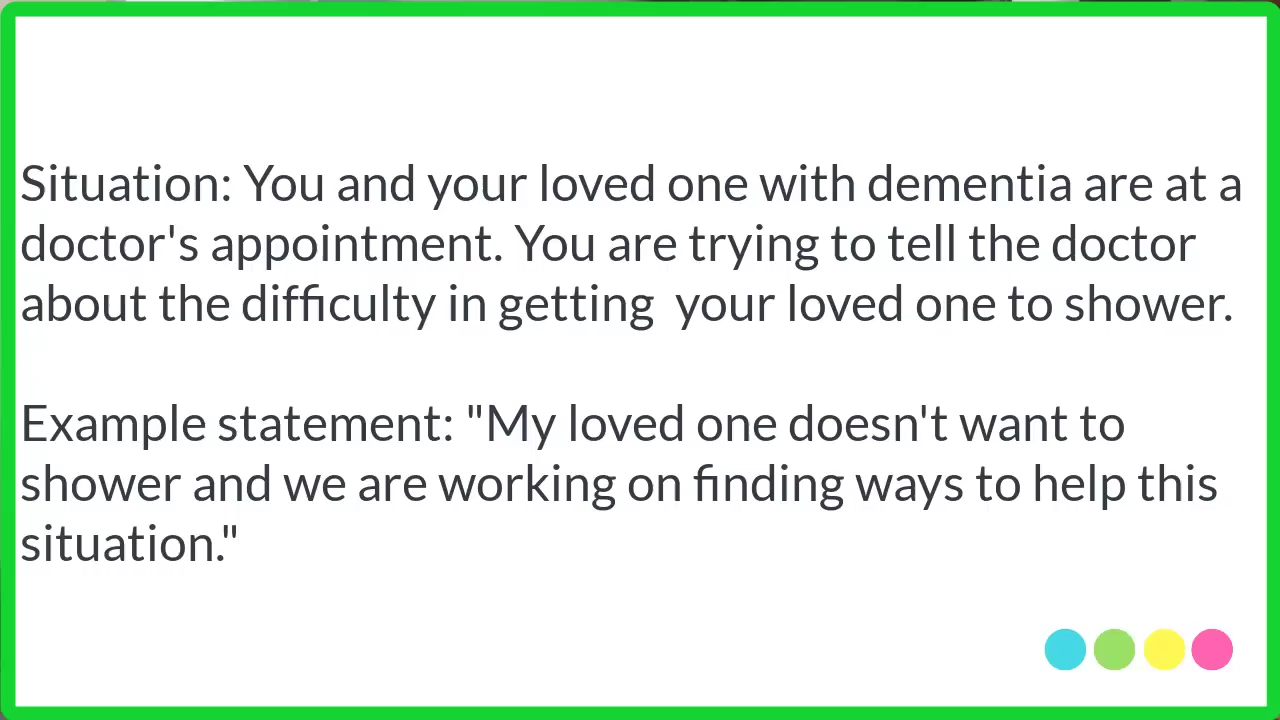 Situation: You and your loved one with dementia are at a
doctor's appointment. You are trying to tell the doctor
about the difficulty in getting  your loved one to shower.
Example statement: "My loved one doesn't want to
shower and we are working on finding ways to help this
situation."